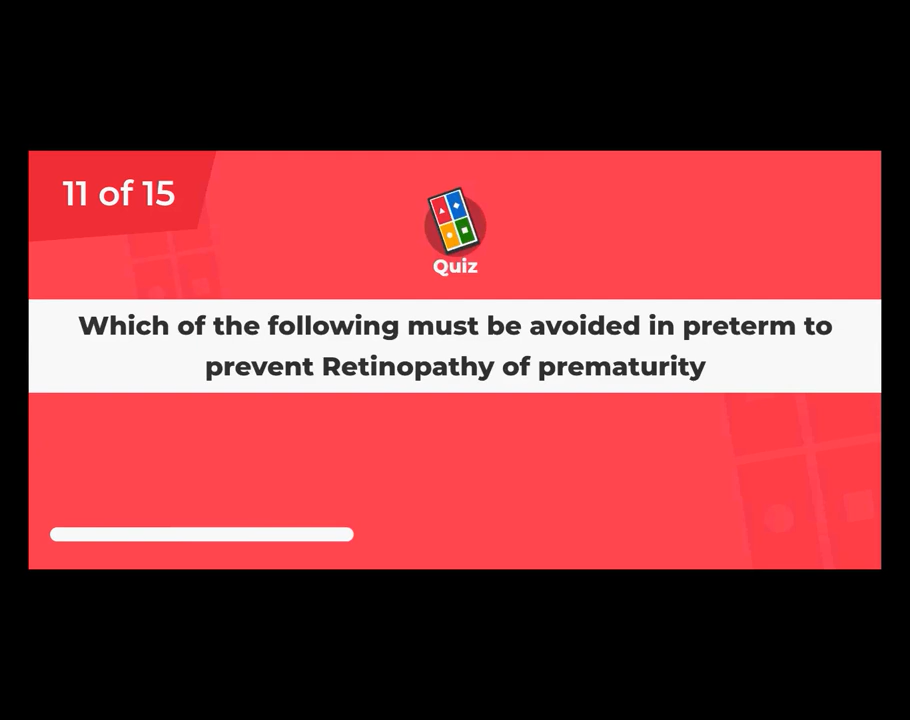 11 of 15
Quiz
Which of the following must be avoided in preterm to
prevent Retinopathy of prematurity